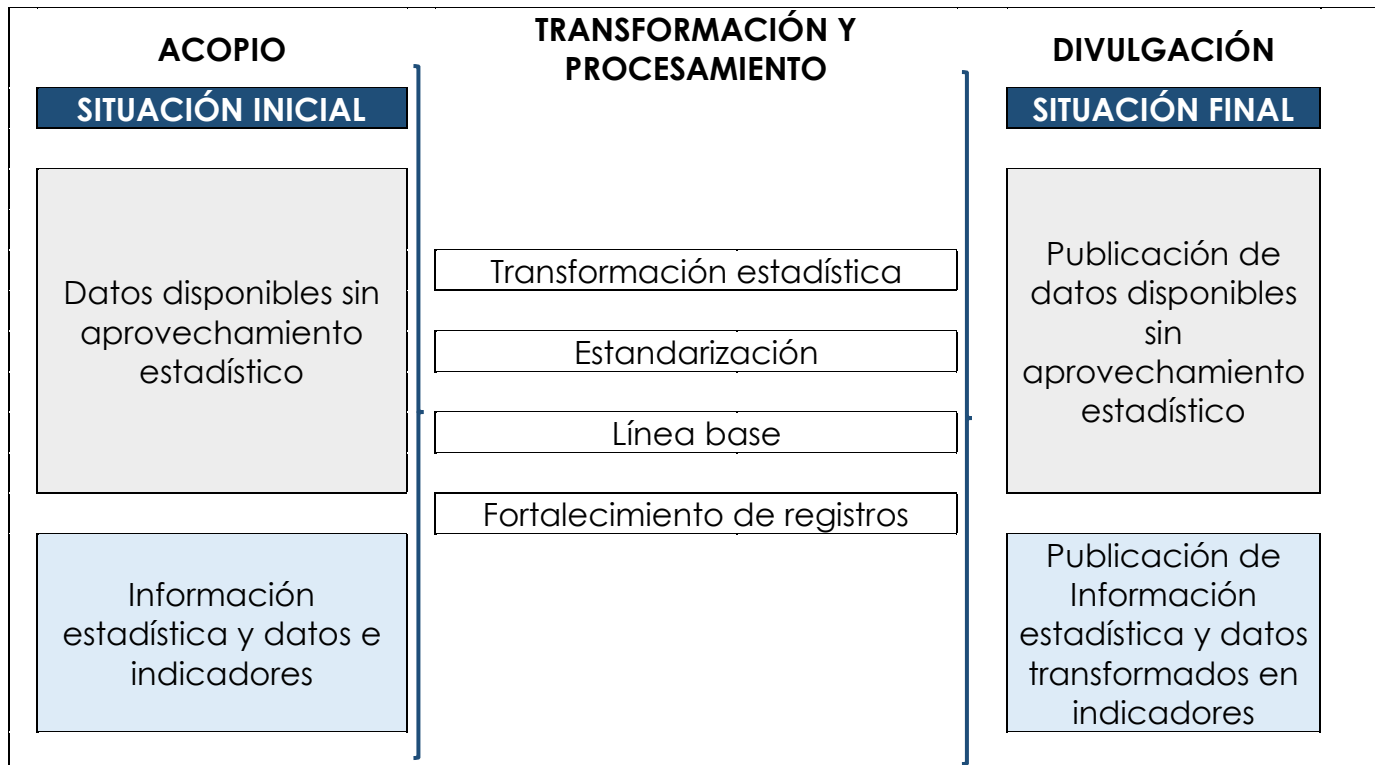 ACOPIO
SITUACIÓN INICIAL
Datos disponibles sin
aprovechamiento
estadístico
Información
estadística y datos e
indicadores
TRANSFORMACIÓN Y
PROCESAMIENTO
Transformación estadística
Estandarización
Línea base
Fortalecimiento de registros
DIVULGACIÓN
SITUACIÓN FINAL
Publicación de
datos disponibles
sin
aprovechamiento
estadístico
Publicación de
Información
estadística y datos
transformados en
indicadores